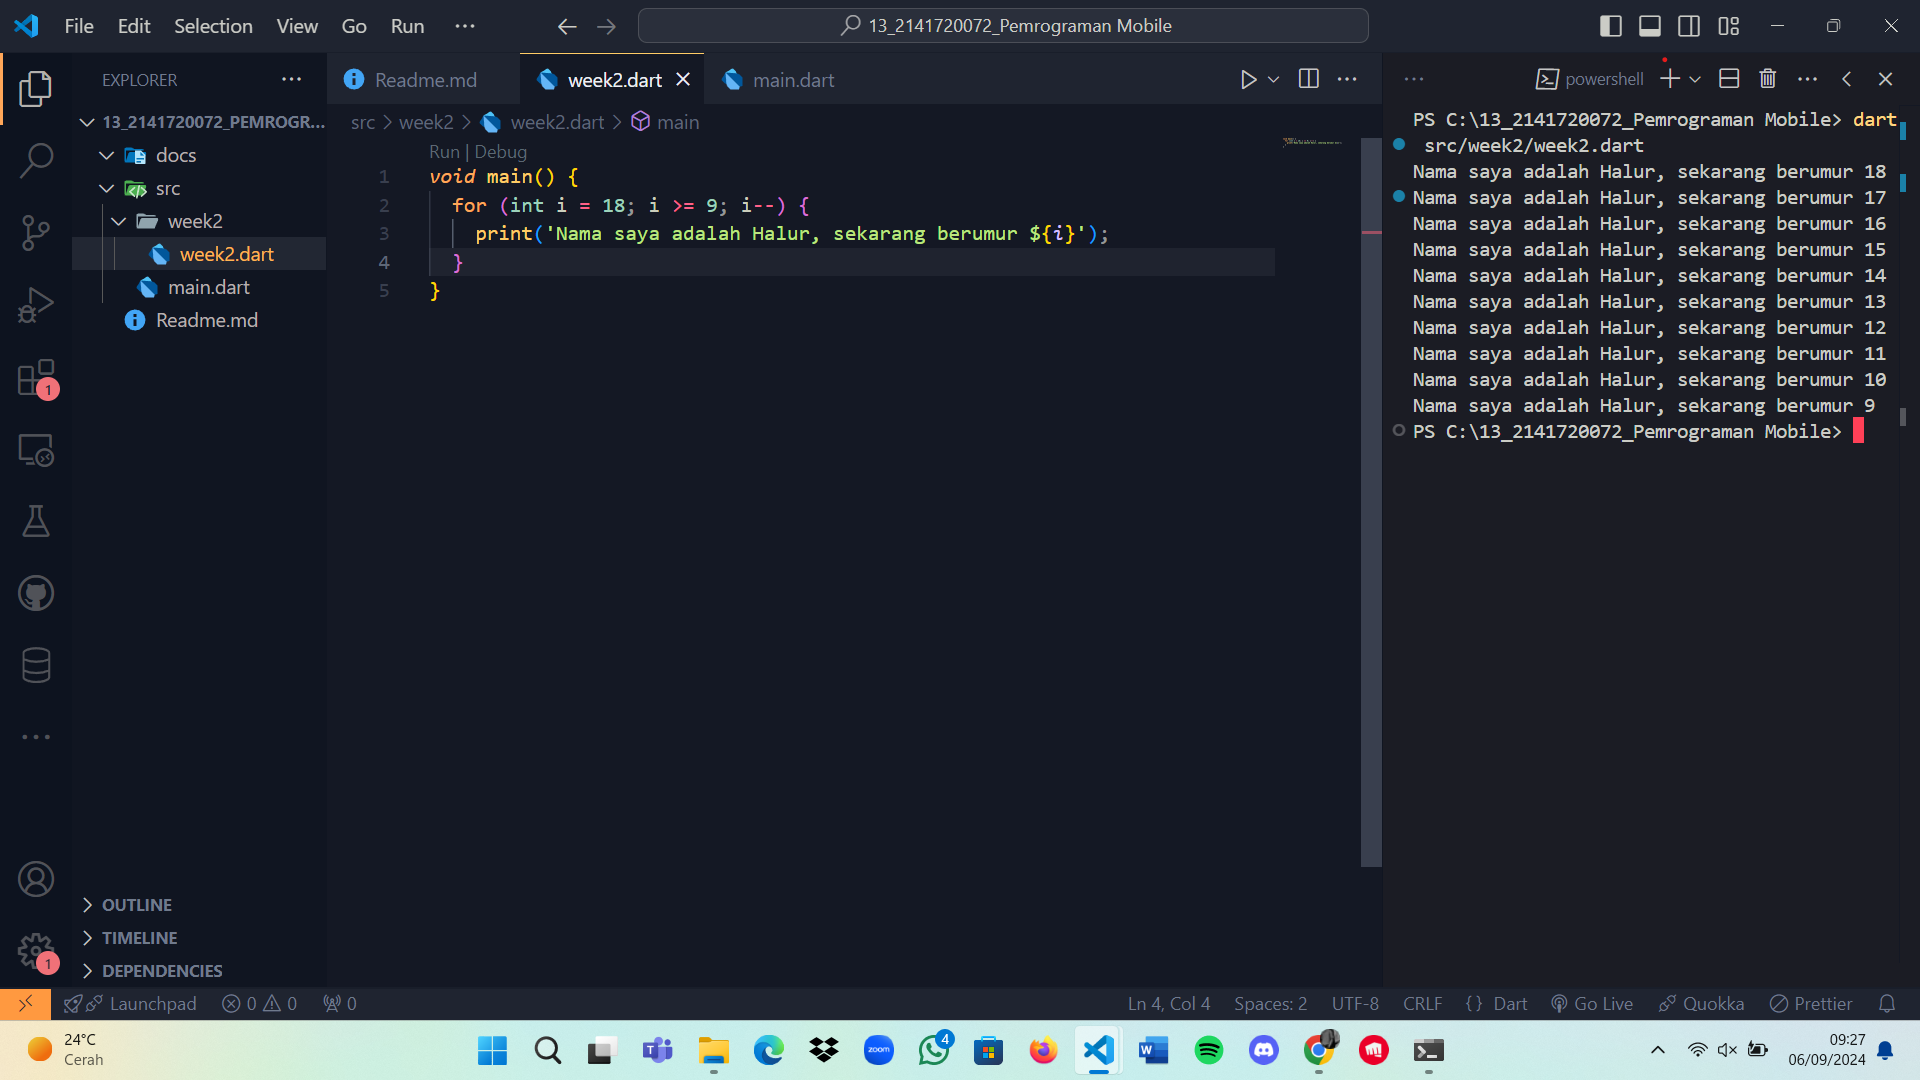 File Edit Selection View Go Run ···
13_2141720072_Pemrograman Mobile
EXPLORER
13_2141720072_PEMROGR...
docs
src
week2
week2.dart
main.dart
Readme.md
OUTLINE
TIMELINE
DEPENDENCIES
1
1
Readme.md week2.dart main.dart
src > week2 > week2.dart > main
Run | Debug
1 void main() {
2 for (int i = 18; i >= 9; i--) {
3 print('Nama saya adalah Halur, sekarang berumur ${i}');
4 }
5 }
powershell
PS C:\13_2141720072_Pemrograman Mobile> dart
src/week2/week2.dart
Nama saya adalah Halur, sekarang berumur 18
Nama saya adalah Halur, sekarang berumur 17
Nama saya adalah Halur, sekarang berumur 16
Nama saya adalah Halur, sekarang berumur 15
Nama saya adalah Halur, sekarang berumur 14
Nama saya adalah Halur, sekarang berumur 13
Nama saya adalah Halur, sekarang berumur 12
Nama saya adalah Halur, sekarang berumur 11
Nama saya adalah Halur, sekarang berumur 10
Nama saya adalah Halur, sekarang berumur 9
PS C:\13_2141720072_Pemrograman Mobile>
Launchpad 0 0 0 Ln 4, Col 4 Spaces: 2 UTF-8 CRLF {} Dart Go Live Quokka Prettier
24°C
Cerah
zoom
4
09:27
06/09/2024